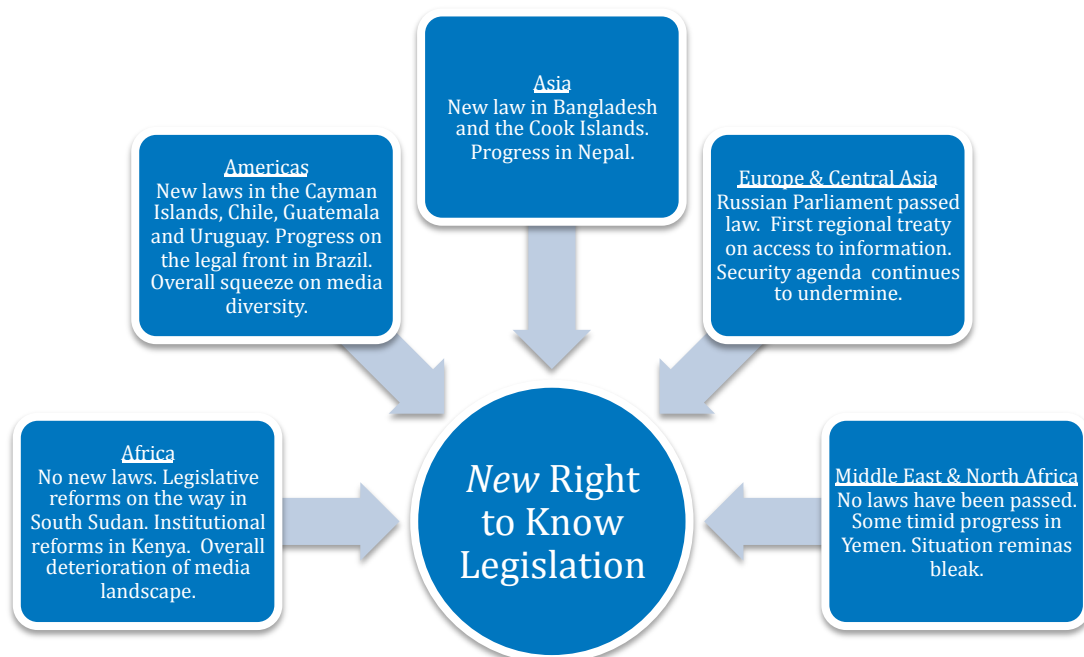 Asia
New law in Bangladesh
and the Cook Islands.
Progress in Nepal.
Americas
New laws in the Cayman
Islands, Chile, Guatemala
and Uruguay. Progress on
the legal front in Brazil.
Overall squeeze on media
diversity.
Europe & Central Asia
Russian Parliament passed
law.  First regional treaty
on access to information.
Security agenda  continues
to undermine.
Africa
No new laws. Legislative
reforms on the way in
South Sudan. Institutional
reforms in Kenya.  Overall
deterioration of media
landscape.
New Right
to Know
Legislation
Middle East & North Africa
No laws have been passed.
Some timid progress in
Yemen. Situation reminas
bleak.